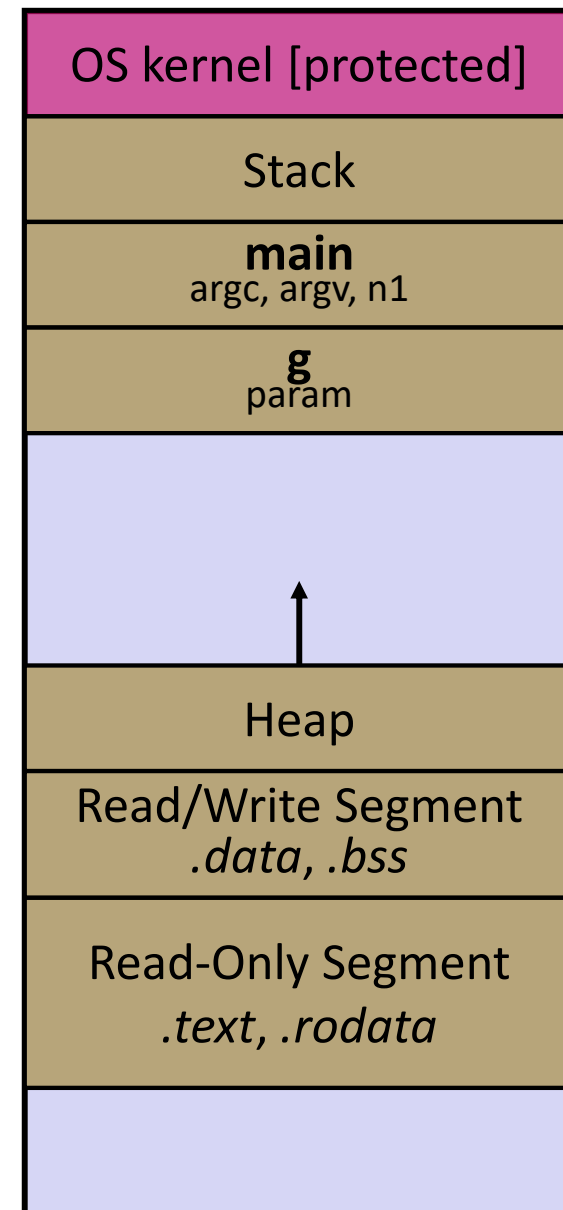 OS kernel [protected]
Stack
main
argc, argv, n1
g
param
Heap
Read/Write Segment
.data, .bss
Read-Only Segment
.text, .rodata